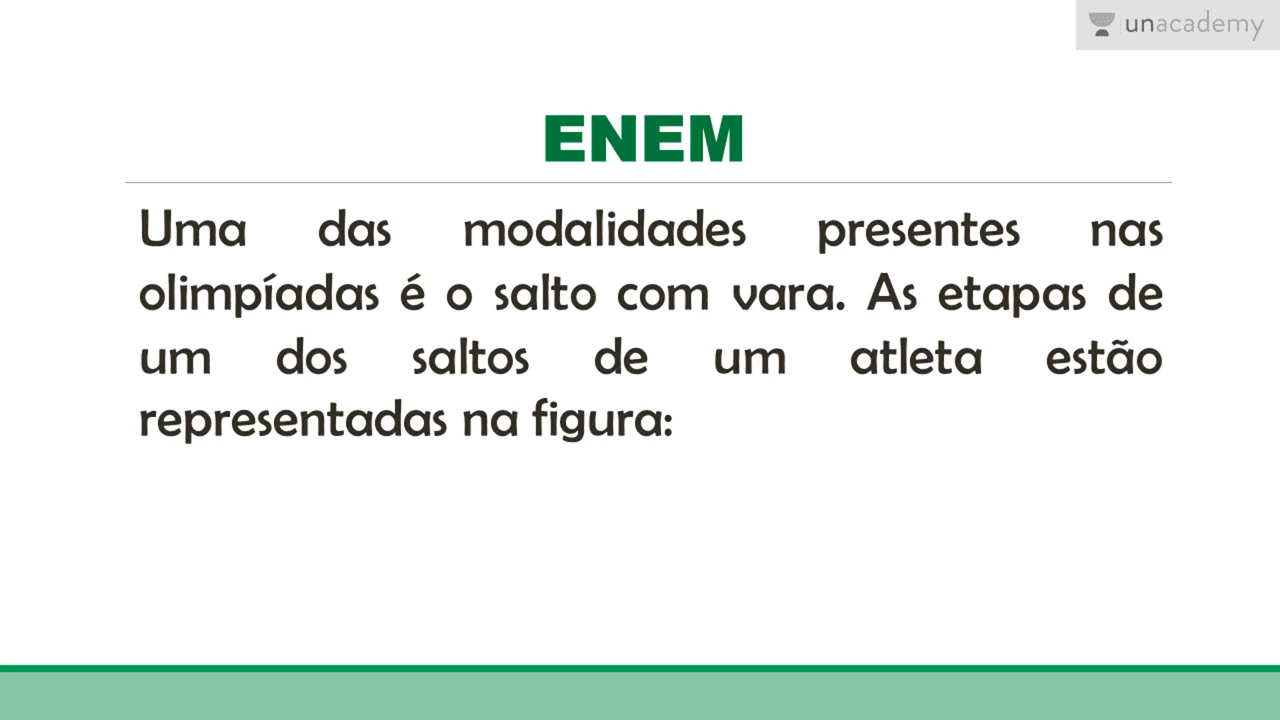 unacademy
ENEM
Uma das modalidades presentes nas
olimpíadas é o salto com vara. As etapas de
um dos saltos de um atleta estão
representadas na figura: